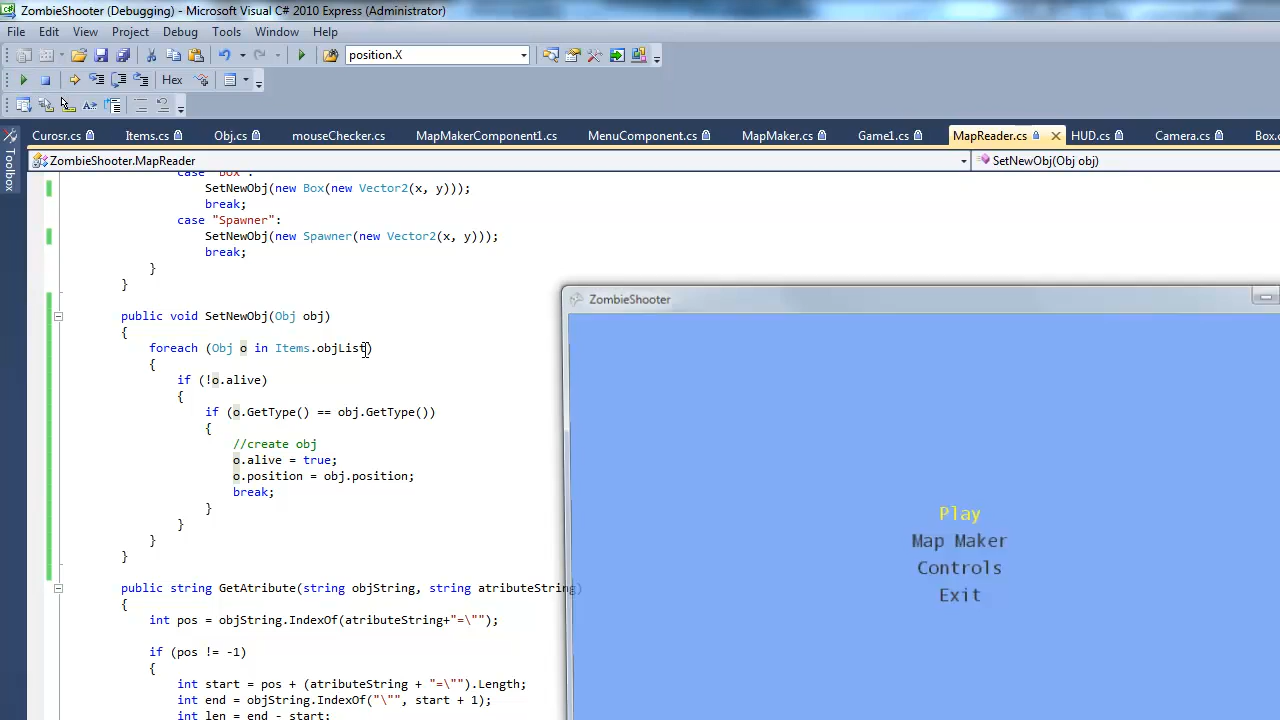 ZombieShooter (Debugging) - Microsoft Visual C# 2010 Express (Administrator)
File Edit View Project Debug Tools Window Help
position.X
Hex
Curosr.cs Items.cs Obj.cs mouseChecker.cs MapMakerComponent1.cs MenuComponent.cs MapMaker.cs Game1.cs MapReader.cs HUD.cs Camera.cs Box.
Toolbox
ZombieShooter.MapReader SetNewObj(Obj obj)
case "Box":
SetNewObj(new Box(new Vector2(x, y)));
break;
case "Spawner":
SetNewObj(new Spawner(new Vector2(x, y)));
break;
}
}
public void SetNewObj(Obj obj)
{
foreach (Obj o in Items.objList)
{
if (!o.alive)
{
if (o.GetType() == obj.GetType())
{
//create obj
o.alive = true;
o.position = obj.position;
break;
}
}
}
}
public string GetAtribute(string objString, string atributeString)
{
int pos = objString.IndexOf(atributeString+"=\"");
if (pos != -1)
{
int start = pos + (atributeString + "=\"").Length;
int end = objString.IndexOf("\"", start + 1);
int len = end - start;
ZombieShooter
Play
Map Maker
Controls
Exit